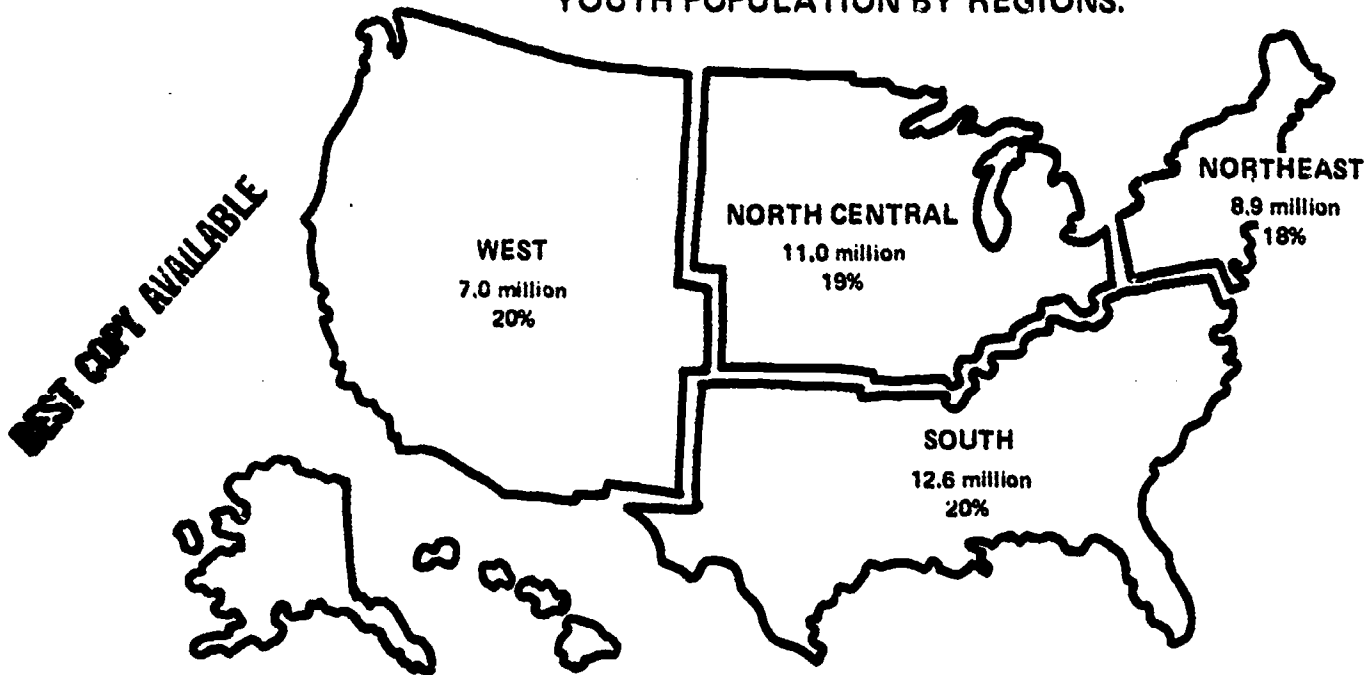 YOUTH POPULATION BY REGIONS.
BEST COPY AVAILABLE
WEST
7.0 million
20%
NORTH CENTRAL
11.0 million
19%
NORTHEAST
8.9 million
18%
SOUTH
12.6 million
20%